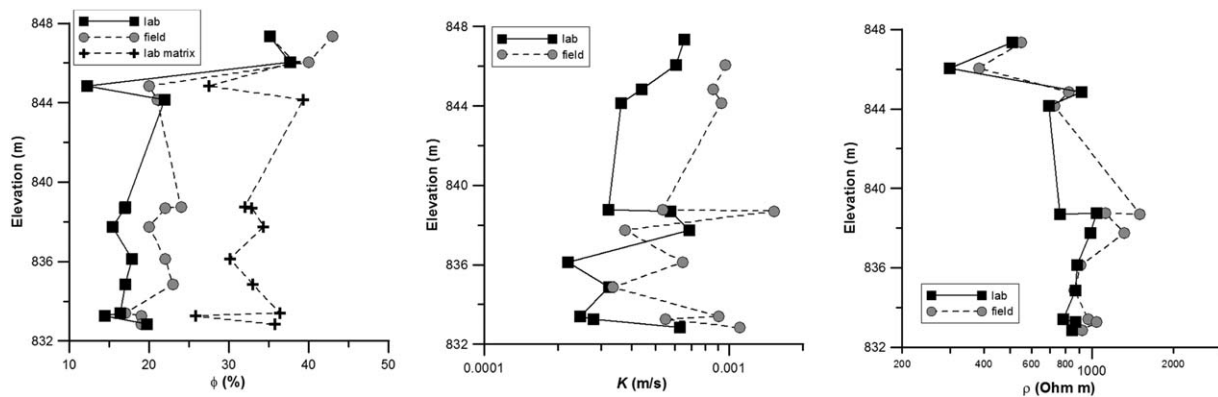 lab
field
lab matrix
848
844
840
836
832
Elevation (m)
10
20
30
40
50
ϕ (%)
lab
field
848
844
840
836
832
Elevation (m)
0.0001
0.001
K (m/s)
lab
field
848
844
840
836
832
Elevation (m)
200
400
600
800
1000
2000
ρ (Ohm m)